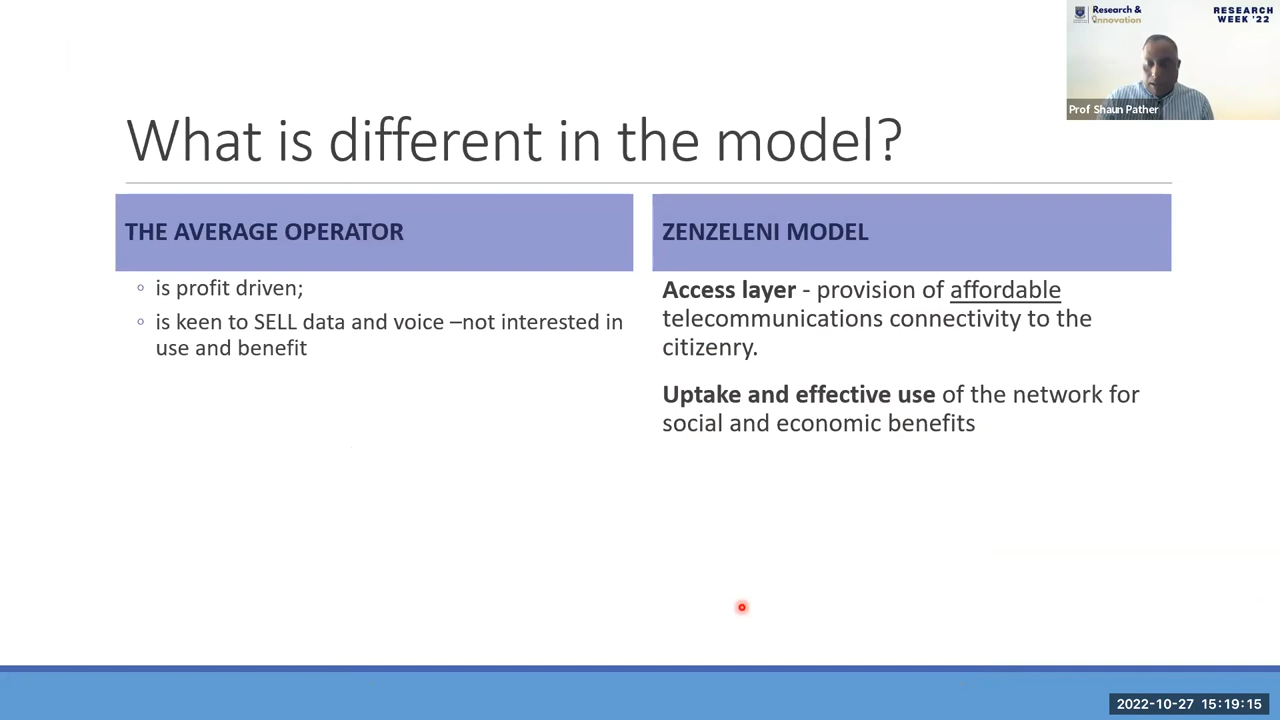 Research &
Innovation
RESEARCH
WEEK '22
Prof Shaun Pather
What is different in the model?
THE AVERAGE OPERATOR
◦ is profit driven;
◦ is keen to SELL data and voice –not interested in
use and benefit
ZENZELENI MODEL
Access layer - provision of affordable
telecommunications connectivity to the
citizenry.
Uptake and effective use of the network for
social and economic benefits
2022-10-27 15:19:15